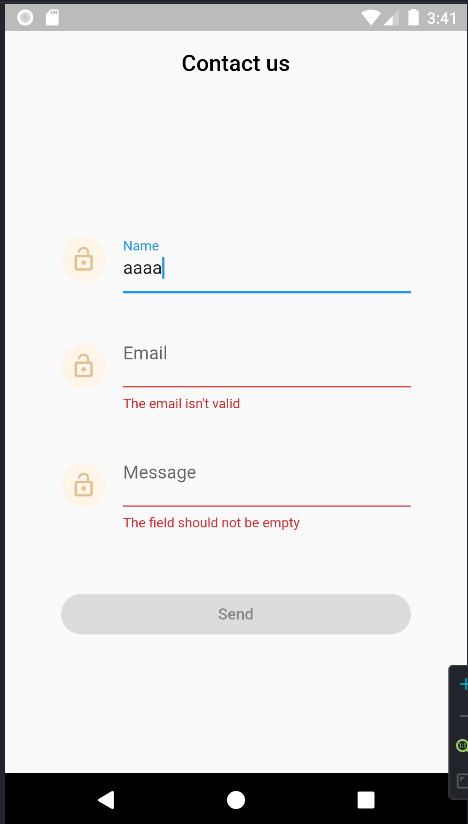 3:41
Contact us
Name
aaaa
Email
The email isn't valid
Message
The field should not be empty
Send